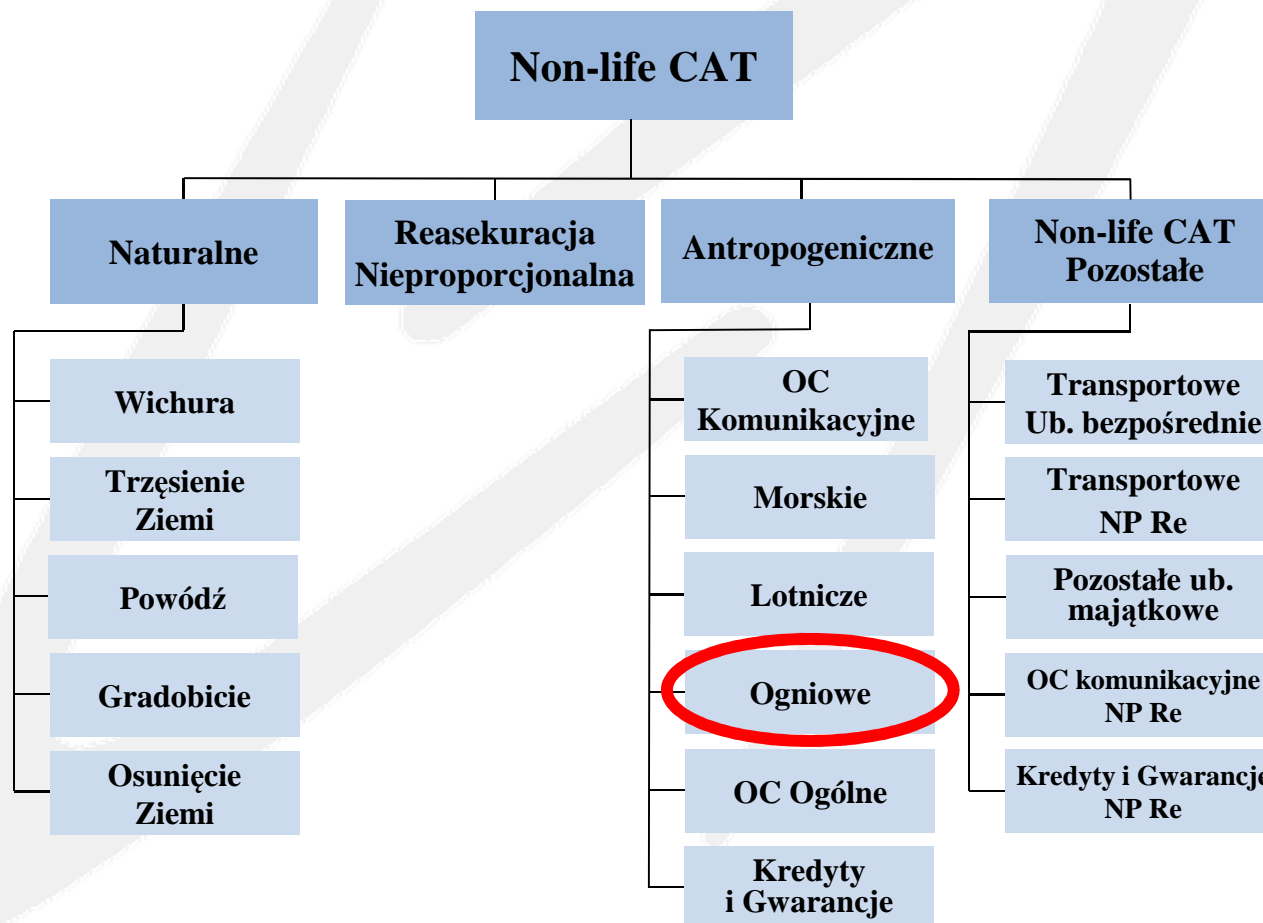 Non-life CAT
Naturalne
Reasekuracja
Nieproporcjonalna
Antropogeniczne
Non-life CAT
Pozostałe
Wichura
Trzęsienie
Ziemi
Powódź
Gradobicie
Osunięcie
Ziemi
OC
Komunikacyjne
Morskie
Lotnicze
Ogniowe
OC Ogólne
Kredyty
i Gwarancje
Transportowe
Ub. bezpośrednie
Transportowe
NP Re
Pozostałe ub.
majątkowe
OC komunikacyjne
NP Re
Kredyty i Gwarancje
NP Re